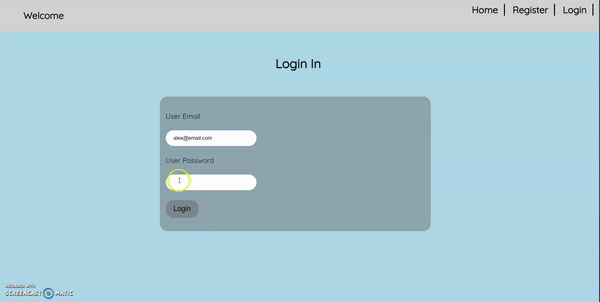 Welcome
Home
Register
Login
Login In
User Email
alex@email.com
User Password
Login
RECORDED WITH
SCREENCAST MATIC